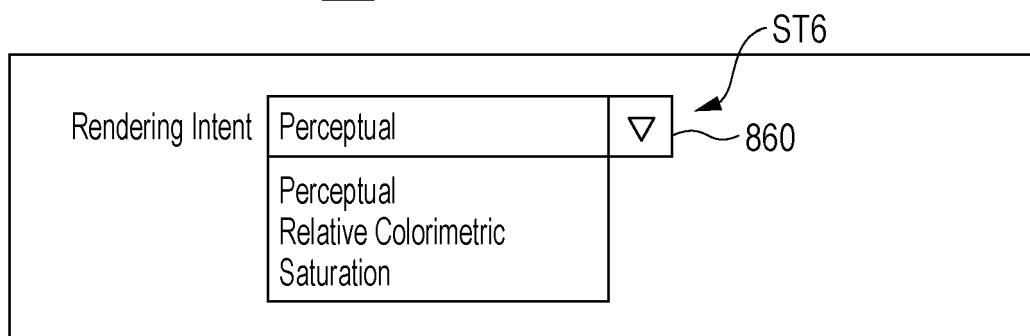 ST6
Rendering Intent Perceptual ▽ 860
Perceptual
Relative Colorimetric
Saturation